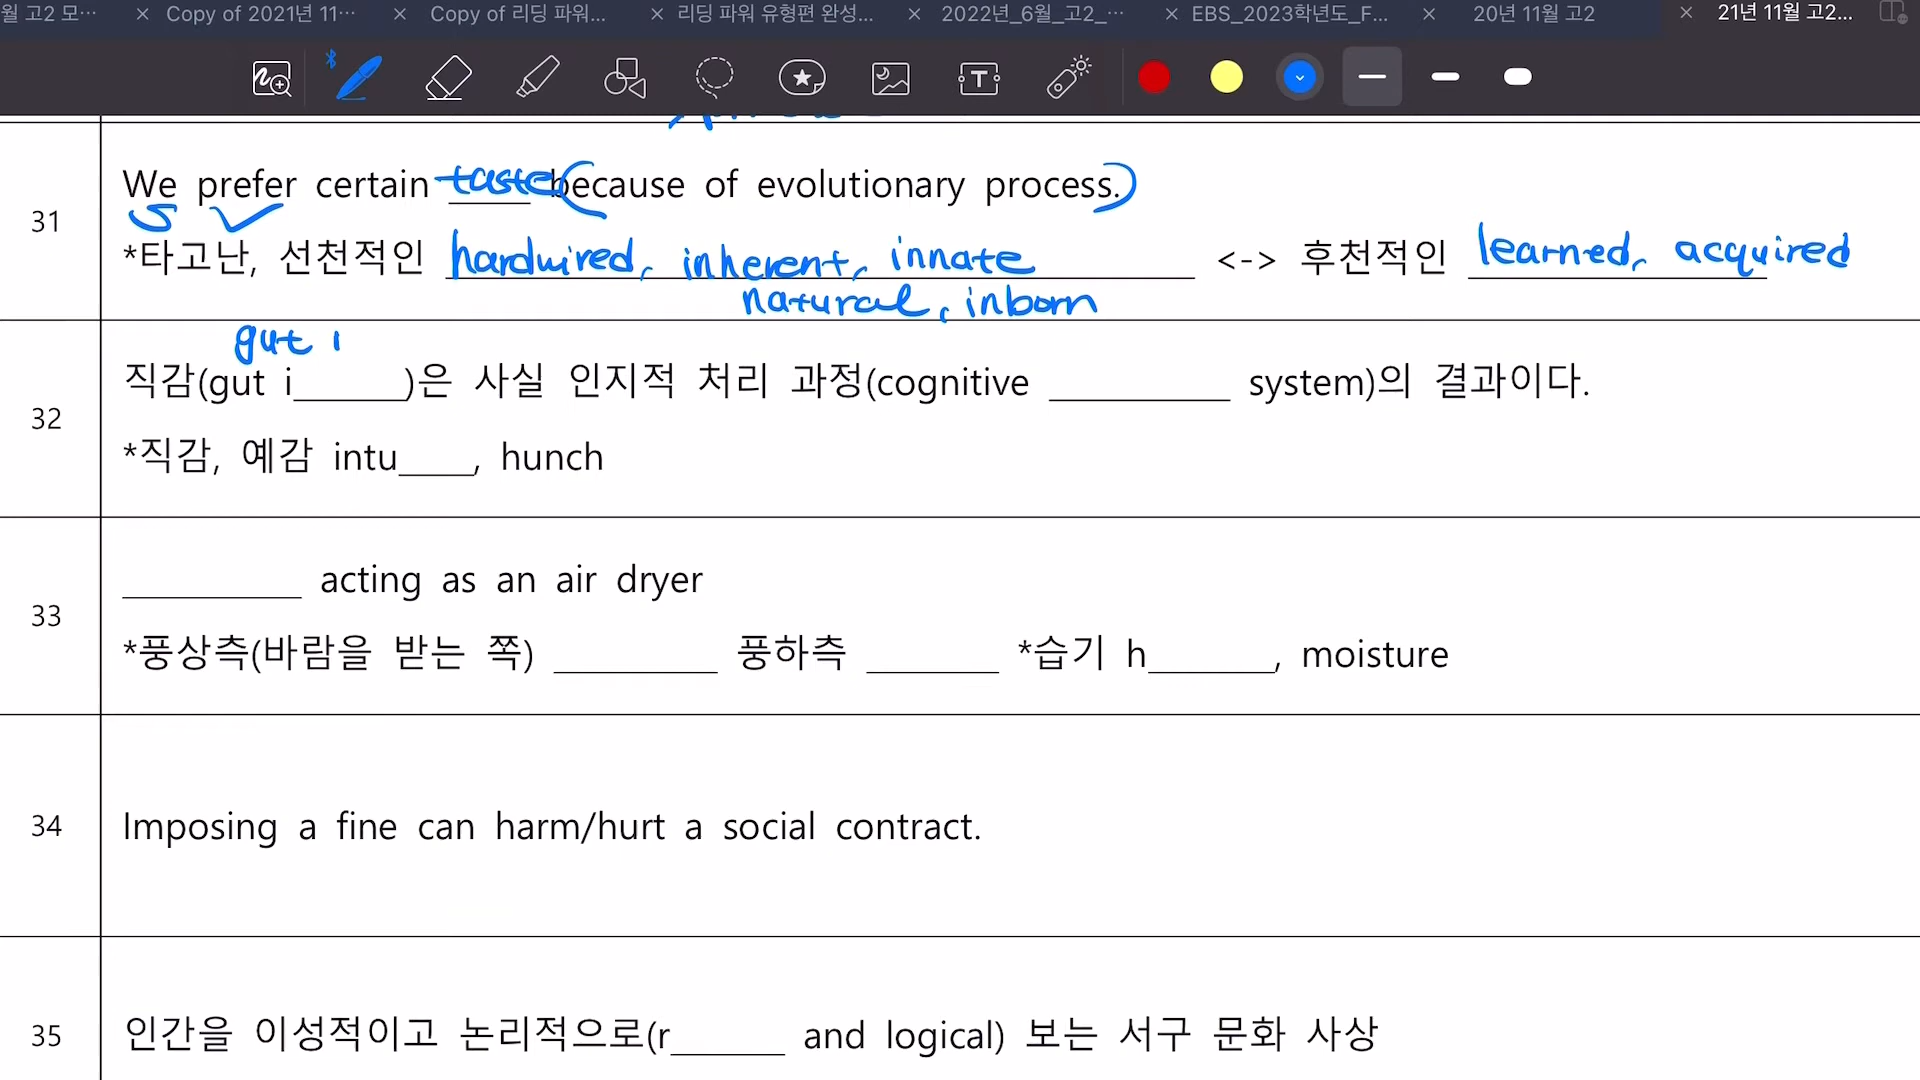 월 고2 모… × Copy of 2021년 11… × Copy of 리딩 파워… × 리딩 파워 유형편 완성… × 2022년_6월_고2_… × EBS_2023학년도_F… × 20년 11월 고2 × 21년 11월 고2…
31
We prefer certain taste because of evolutionary process.)
S V
*타고난, 선천적인 hardwired, inherent, innate <-> 후천적인 learned, acquired
natural, inborn
gut i
32
직감(gut i______)은 사실 인지적 처리 과정(cognitive __________ system)의 결과이다.
*직감, 예감 intu____, hunch
33
__________ acting as an air dryer
*풍상측(바람을 받는 쪽) _________ 풍하측 _______ *습기 h_______, moisture
34
Imposing a fine can harm/hurt a social contract.
35
인간을 이성적이고 논리적으로(r______ and logical) 보는 서구 문화 사상